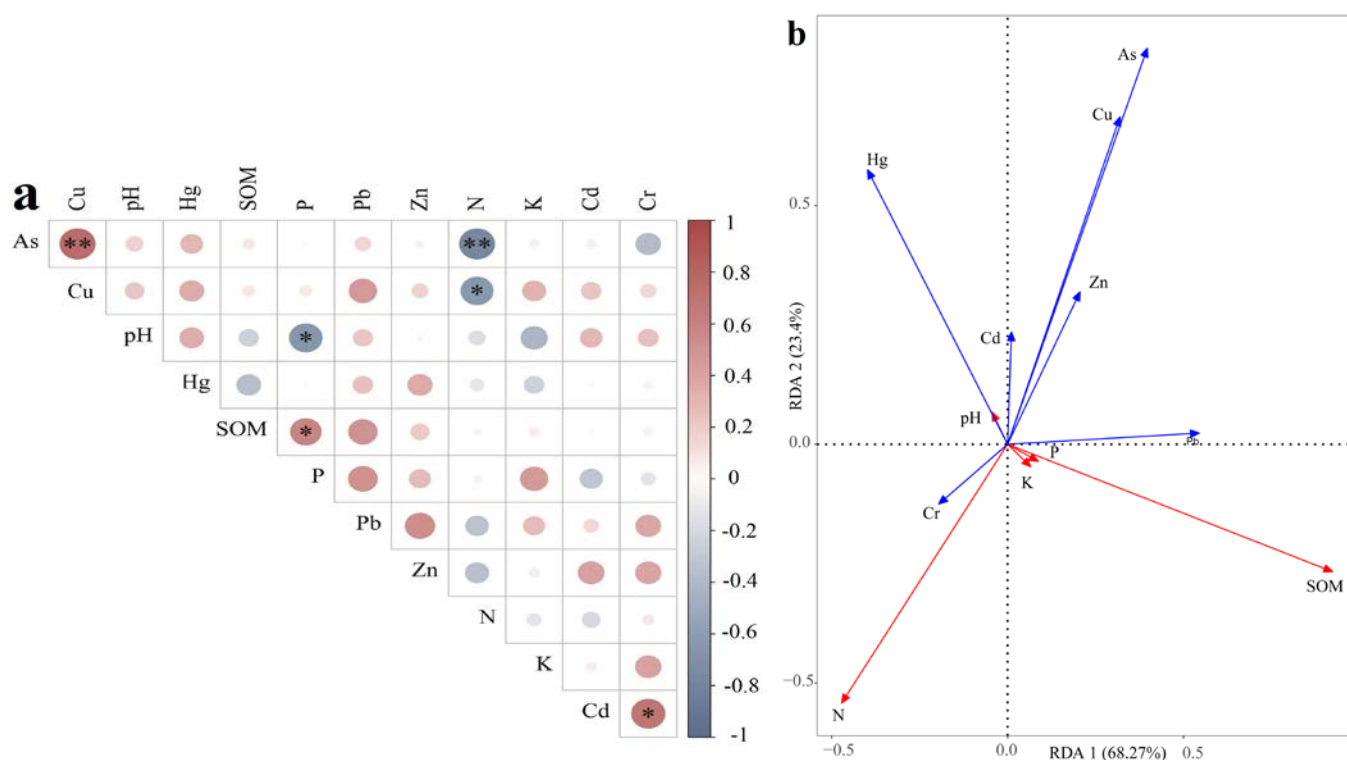 a
Cu pH Hg SOM P Pb Zn N K Cd Cr
As ** **
Cu *
pH *
Hg
SOM *
P
Pb
Zn
N
K
Cd *
1
0.8
0.6
0.4
0.2
0
-0.2
-0.4
-0.6
-0.8
-1
b
As
Cu
Hg
Zn
Cd
pH
Pb
P
K
Cr
SOM
N
RDA 2 (23.4%)
0.5
0.0
−0.5
−0.5 0.0 0.5
RDA 1 (68.27%)